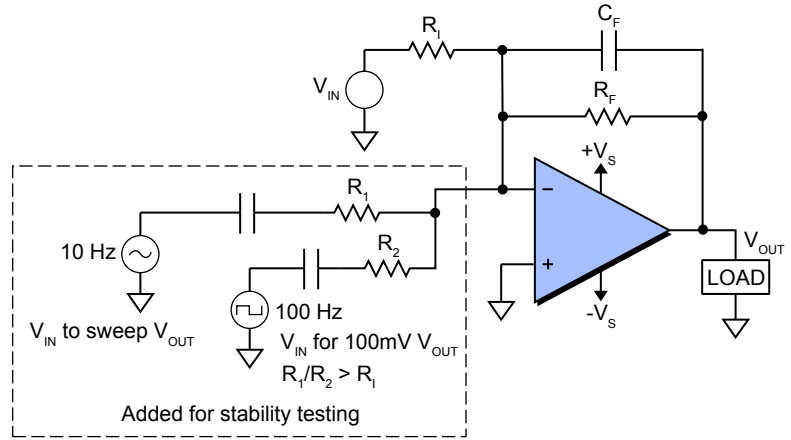 R_I
C_F
V_IN
R_F
+V_S
R_1
R_2
−
+
10 Hz
100 Hz
V_OUT
LOAD
-V_S
V_IN to sweep V_OUT
V_IN for 100mV V_OUT
R_1/R_2 > R_I
Added for stability testing